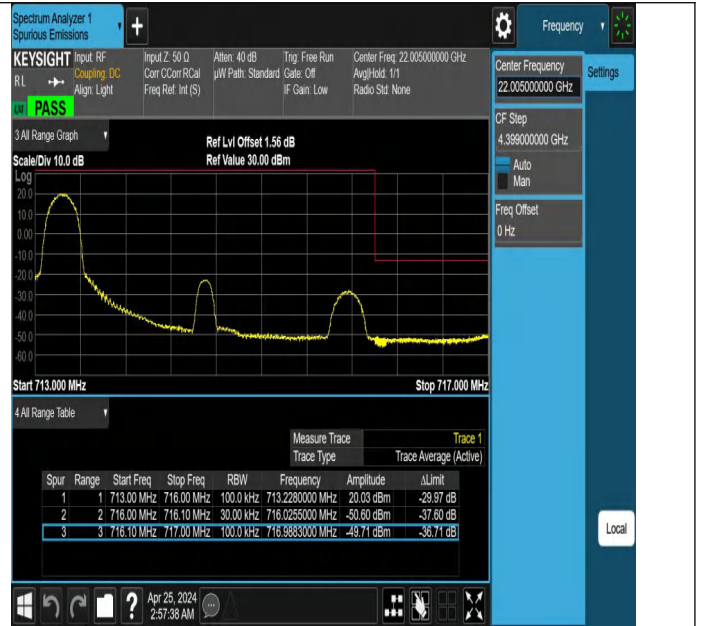 Spectrum Analyzer 1
Spurious Emissions
+
Frequency
KEYSIGHT
Input: RF
Input Z: 50 Ω
Atten: 40 dB
Trig: Free Run
Center Freq: 22.005000000 GHz
RL
Coupling: DC
Corr CCorr RCal
µW Path: Standard
Gate: Off
Avg|Hold: 1/1
Align: Light
Freq Ref: Int (S)
IF Gain: Low
Radio Std: None
LXI
PASS
Center Frequency
22.005000000 GHz
Settings
CF Step
4.399000000 GHz
Auto
Man
Freq Offset
0 Hz
3 All Range Graph
Ref Lvl Offset 1.56 dB
Scale/Div 10.0 dB
Ref Value 30.00 dBm
Log
20.0
10.0
0.00
-10.0
-20.0
-30.0
-40.0
-50.0
-60.0
Start 713.000 MHz
Stop 717.000 MHz
4 All Range Table
Measure Trace Trace 1
Trace Type Trace Average (Active)
Spur Range Start Freq Stop Freq RBW Frequency Amplitude ΔLimit
1 1 713.00 MHz 716.00 MHz 100.0 kHz 713.2280000 MHz 20.03 dBm -29.97 dB
2 2 716.00 MHz 716.10 MHz 30.00 kHz 716.0255000 MHz -50.60 dBm -37.60 dB
3 3 716.10 MHz 717.00 MHz 100.0 kHz 716.9883000 MHz -49.71 dBm -36.71 dB
Local
?
Apr 25, 2024
2:57:38 AM